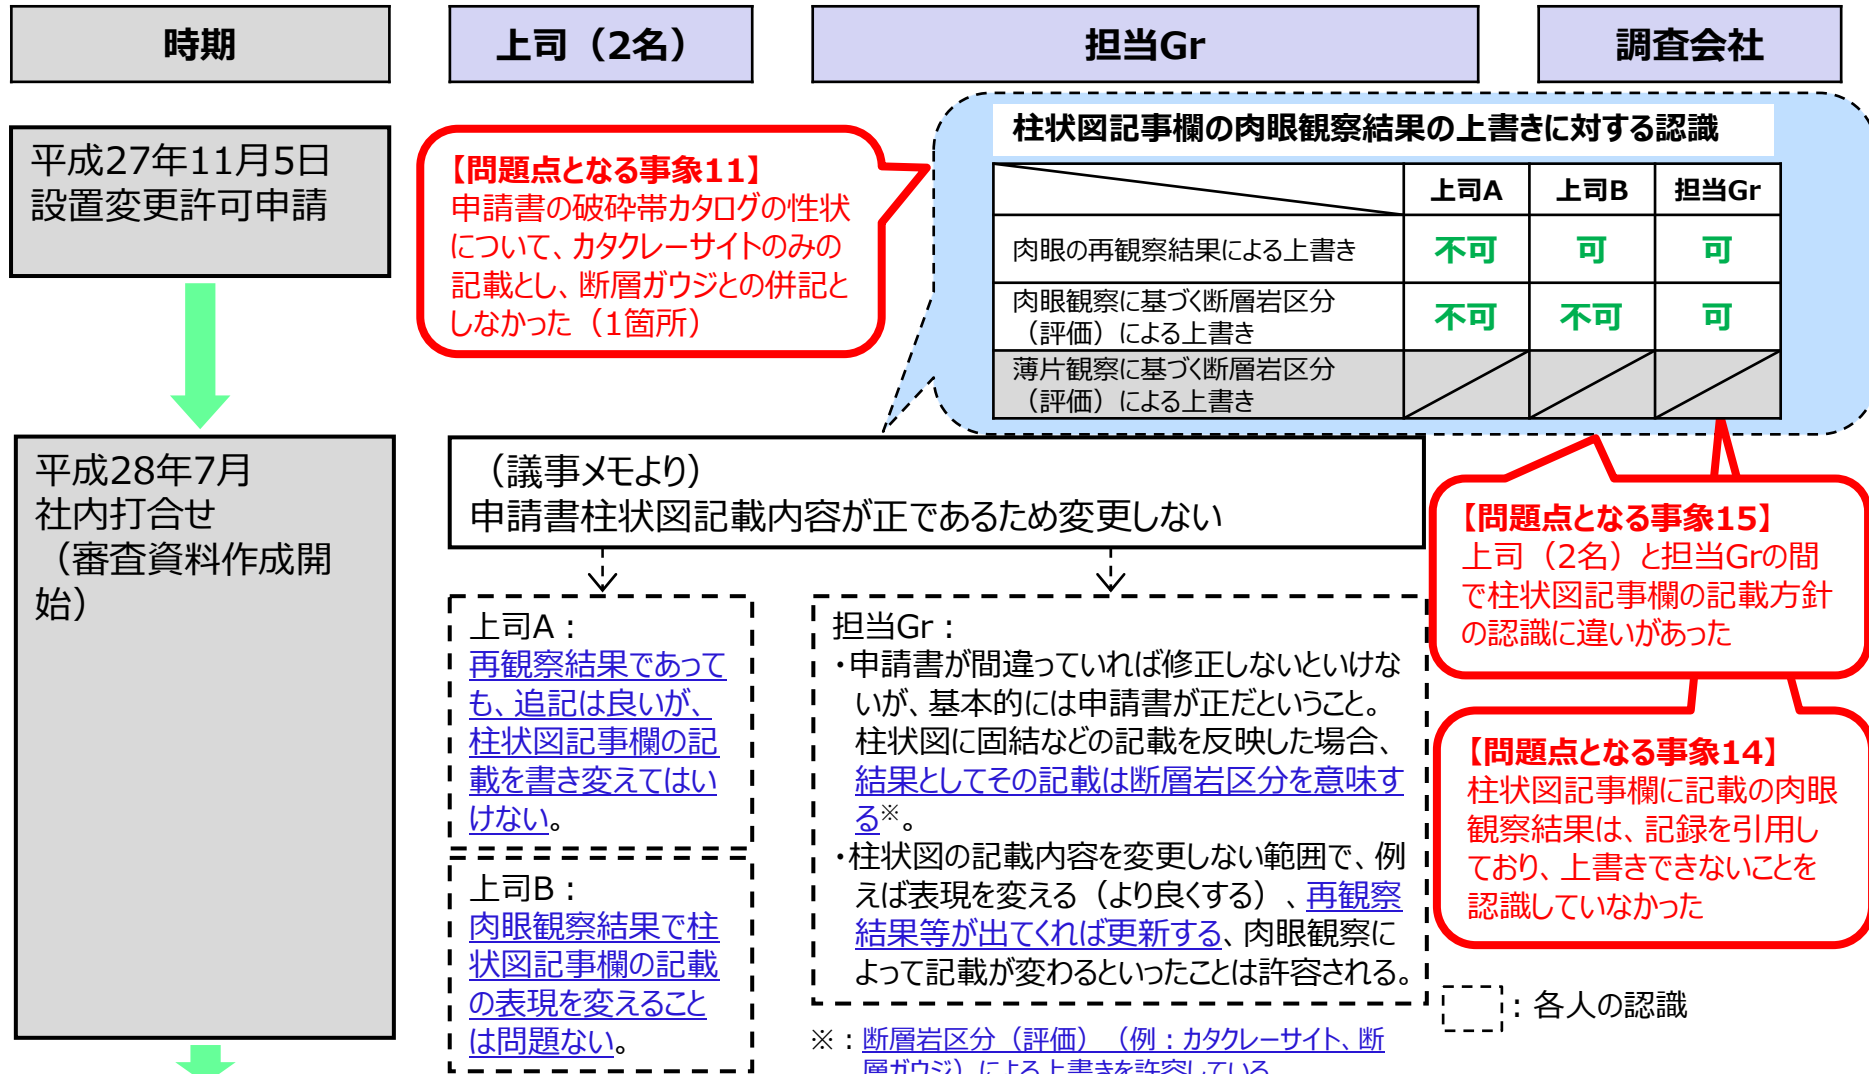 時期
上司（2名）
担当Gr
調査会社
平成27年11月5日
設置変更許可申請
【問題点となる事象11】
申請書の破砕帯カタログの性状
について、カタクレーサイトのみの
記載とし、断層ガウジとの併記と
しなかった（1箇所）
柱状図記事欄の肉眼観察結果の上書きに対する認識
上司A
上司B
担当Gr
肉眼の再観察結果による上書き
不可
可
可
肉眼観察に基づく断層岩区分
（評価）による上書き
不可
不可
可
薄片観察に基づく断層岩区分
（評価）による上書き
平成28年7月
社内打合せ
（審査資料作成開
始）
（議事メモより）
申請書柱状図記載内容が正であるため変更しない
上司A：
再観察結果であって
も、追記は良いが、
柱状図記事欄の記
載を書き変えてはい
けない。
上司B：
肉眼観察結果で柱
状図記事欄の記載
の表現を変えること
は問題ない。
担当Gr：
・申請書が間違っていれば修正しないといけな
いが、基本的には申請書が正だということ。
柱状図に固結などの記載を反映した場合、
結果としてその記載は断層岩区分を意味す
る※。
・柱状図の記載内容を変更しない範囲で、例
えば表現を変える（より良くする）、再観察
結果等が出てくれば更新する、肉眼観察に
よって記載が変わるといったことは許容される。
※：断層岩区分（評価）（例：カタクレーサイト、断
層ガウジ）による上書きを許容している
【問題点となる事象15】
上司（2名）と担当Grの間
で柱状図記事欄の記載方針
の認識に違いがあった
【問題点となる事象14】
柱状図記事欄に記載の肉眼
観察結果は、記録を引用し
ており、上書きできないことを
認識していなかった
：各人の認識